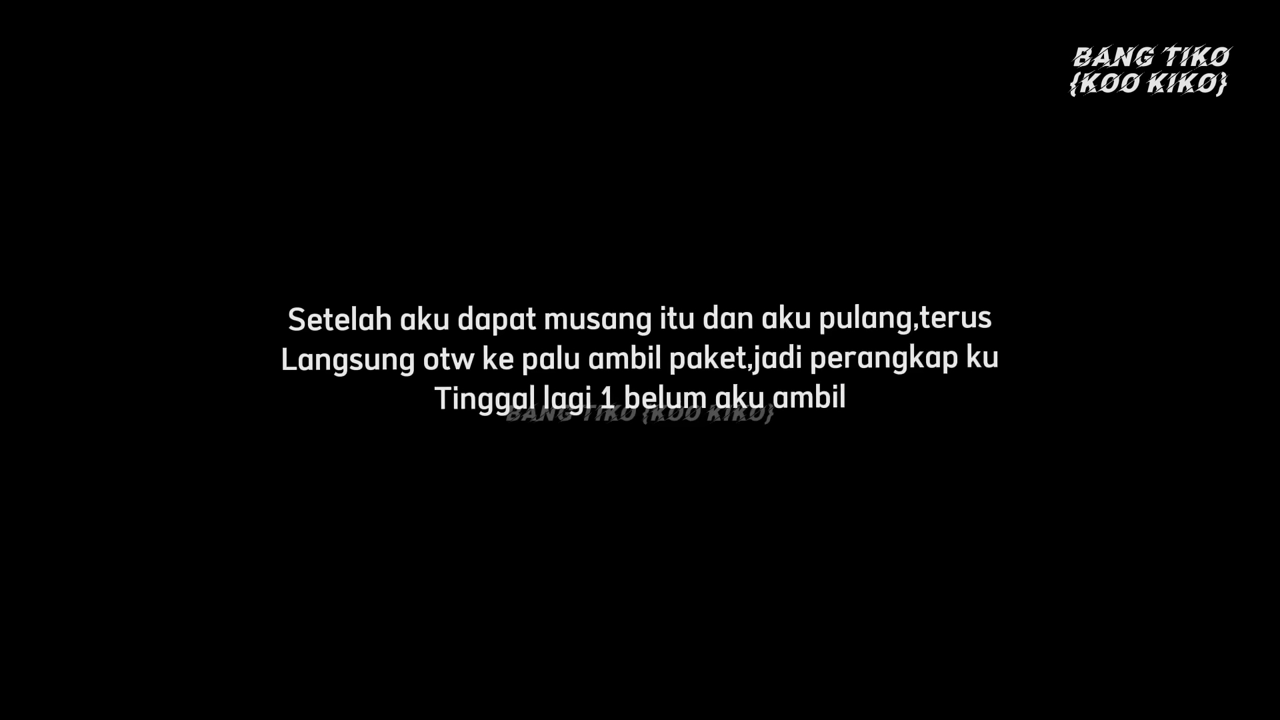 BANG TIKO
{KOO KIKO}
Setelah aku dapat musang itu dan aku pulang,terus
Langsung otw ke palu ambil paket,jadi perangkap ku
Tinggal lagi 1 belum aku ambil
BANG TIKO {KOO KIKO}